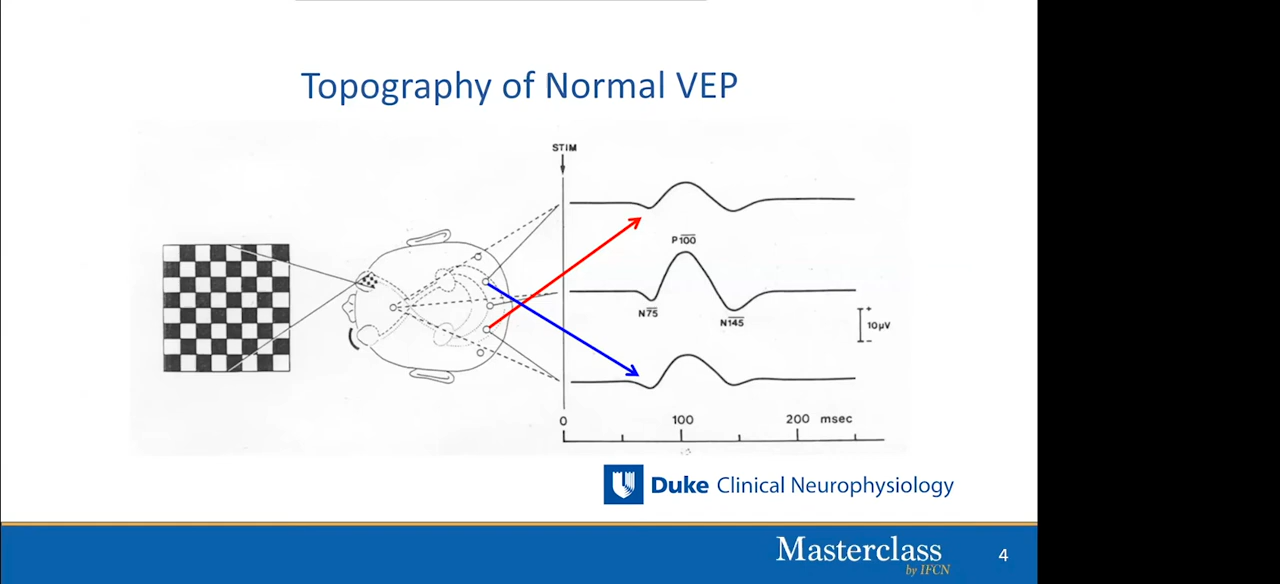 Topography of Normal VEP
STIM
P100
N75
N145
+
10µV
-
0
100
200 msec
Duke Clinical Neurophysiology
Masterclass
by IFCN
4